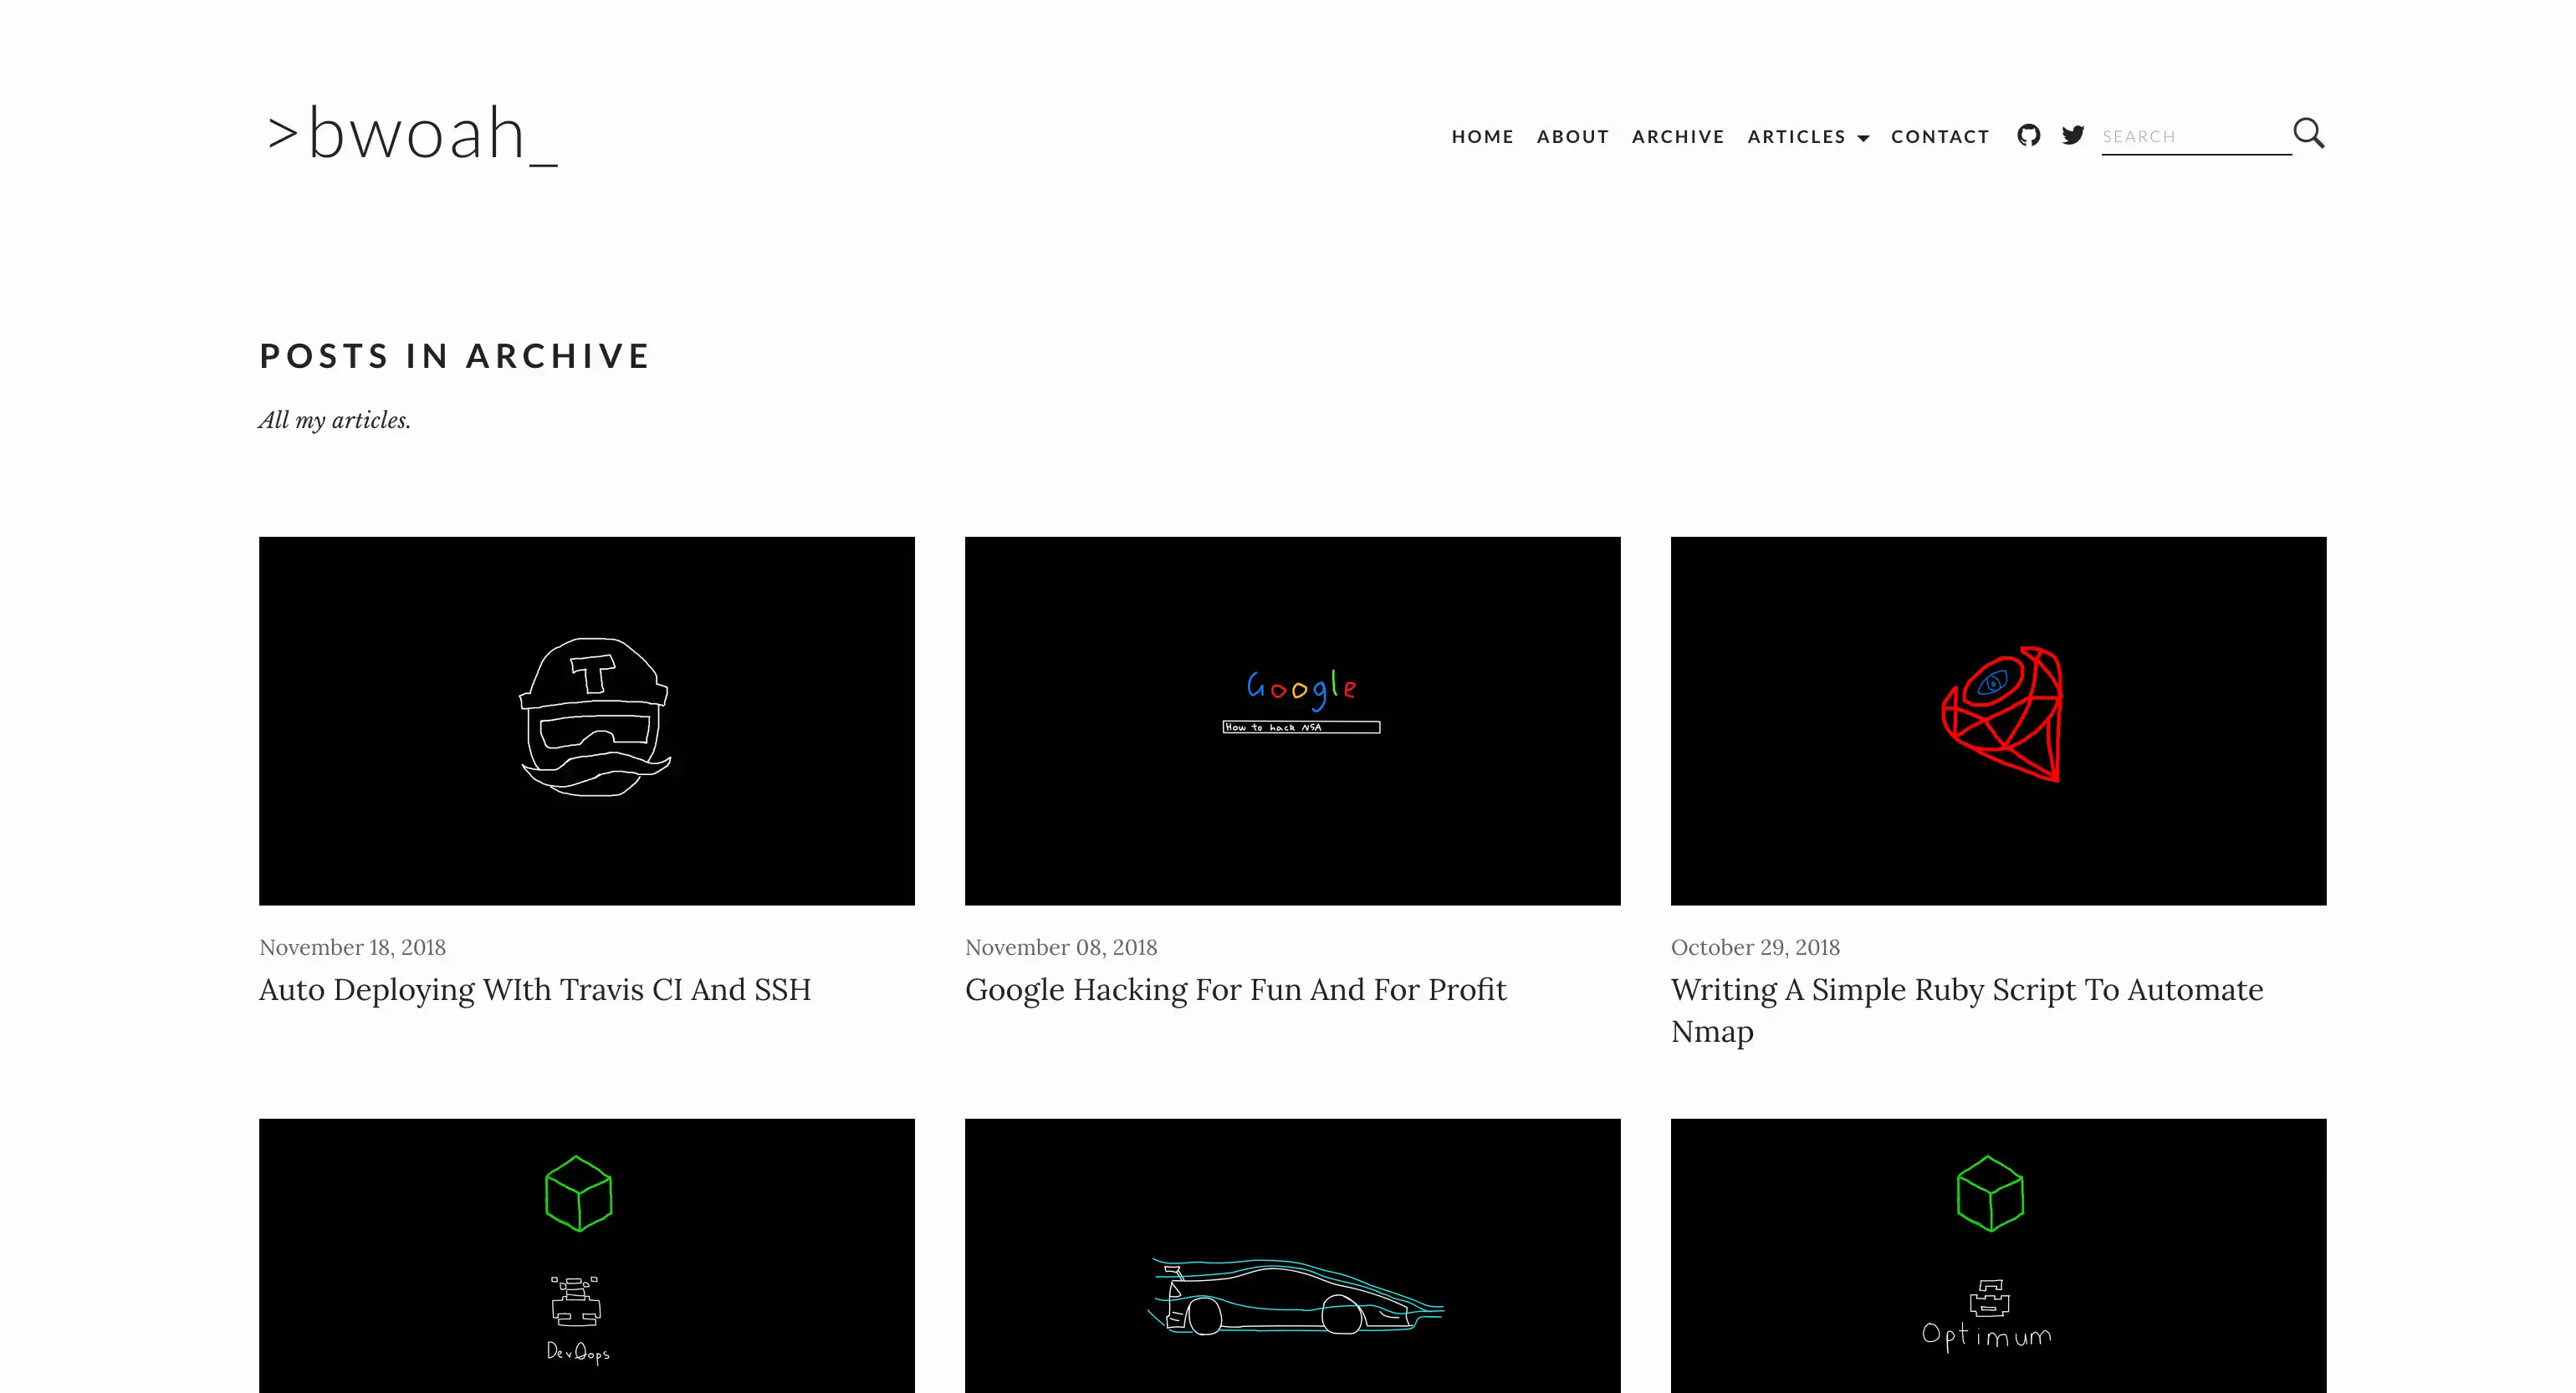 >bwoah_
HOME ABOUT ARCHIVE ARTICLES CONTACT SEARCH
POSTS IN ARCHIVE
All my articles.
T
Google
How to hack NSA
November 18, 2018
Auto Deploying WIth Travis CI And SSH
November 08, 2018
Google Hacking For Fun And For Profit
October 29, 2018
Writing A Simple Ruby Script To Automate
Nmap
DevOops
Optimum